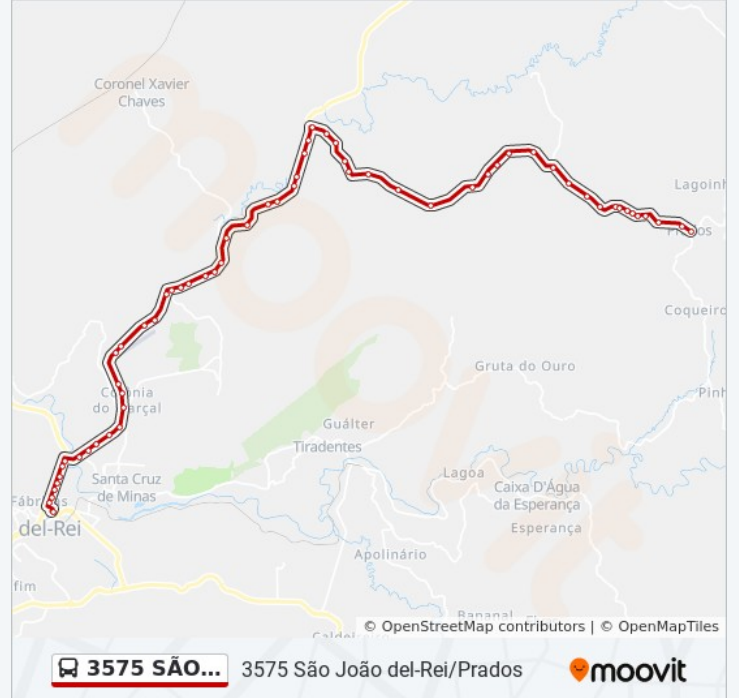 Coronel Xavier
Chaves
Lagoinh
Prados
Coqueiro
Gruta do Ouro
Pinh
Colônia
do Marçal
Guálter
Tiradentes
Santa Cruz
de Minas
Lagoa
Caixa D'Água
da Esperança
Esperança
Fábricas
del-Rei
Apolinário
fim
Bananal
© OpenStreetMap contributors | © OpenMapTiles
3575 SÃO...
3575 São João del-Rei/Prados
moovit